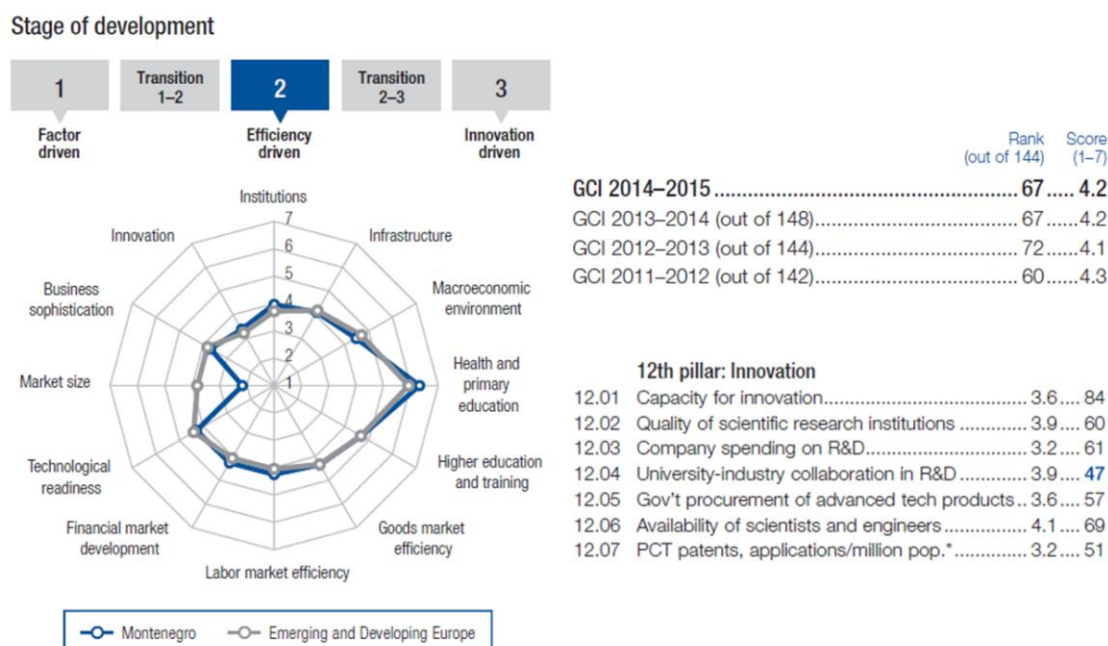 Stage of development
1
Transition
1–2
2
Transition
2–3
3
Factor
driven
Efficiency
driven
Innovation
driven
Institutions
Infrastructure
Macroeconomic
environment
Health and
primary
education
Higher education
and training
Goods market
efficiency
Labor market efficiency
Financial market
development
Technological
readiness
Market size
Business
sophistication
Innovation
7
6
5
4
3
2
1
Montenegro
Emerging and Developing Europe
Rank Score
(out of 144) (1–7)
GCI 2014–2015 ........................................................ 67 ..... 4.2
GCI 2013–2014 (out of 148)..................................... 67 ..... 4.2
GCI 2012–2013 (out of 144)..................................... 72 ..... 4.1
GCI 2011–2012 (out of 142)..................................... 60 ..... 4.3
12th pillar: Innovation
12.01 Capacity for innovation.................................... 3.6 .... 84
12.02 Quality of scientific research institutions ............. 3.9 .... 60
12.03 Company spending on R&D.............................. 3.2 .... 61
12.04 University-industry collaboration in R&D ............ 3.9 .... 47
12.05 Gov’t procurement of advanced tech products .. 3.6 .... 57
12.06 Availability of scientists and engineers .............. 4.1 .... 69
12.07 PCT patents, applications/million pop.* ............. 3.2 .... 51